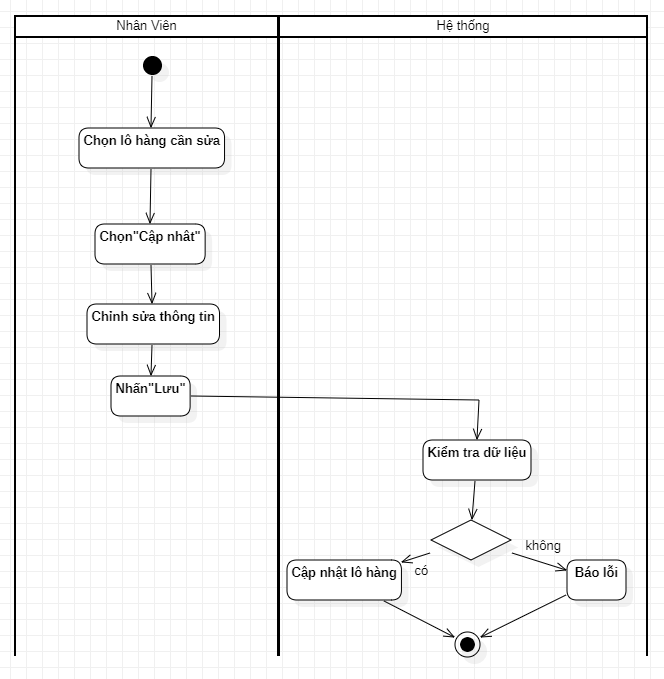 Nhân Viên
Hệ thống
Chọn lô hàng cần sửa
Chọn"Cập nhât"
Chỉnh sửa thông tin
Nhấn"Lưu"
Kiểm tra dữ liệu
không
có
Cập nhật lô hàng
Báo lỗi